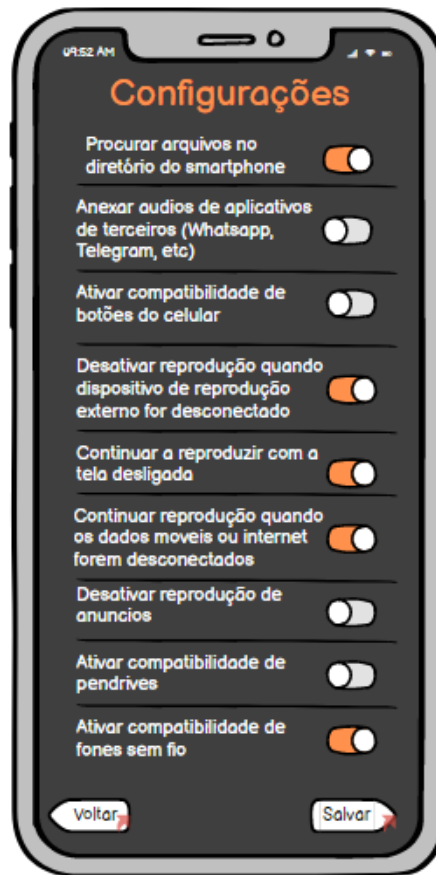 09:52 AM
Configurações
Procurar arquivos no
diretório do smartphone
Anexar audios de aplicativos
de terceiros (Whatsapp,
Telegram, etc)
Ativar compatibilidade de
botões do celular
Desativar reprodução quando
dispositivo de reprodução
externo for desconectado
Continuar a reproduzir com a
tela desligada
Continuar reprodução quando
os dados moveis ou internet
forem desconectados
Desativar reprodução de
anuncios
Ativar compatibilidade de
pendrives
Ativar compatibilidade de
fones sem fio
Voltar
Salvar